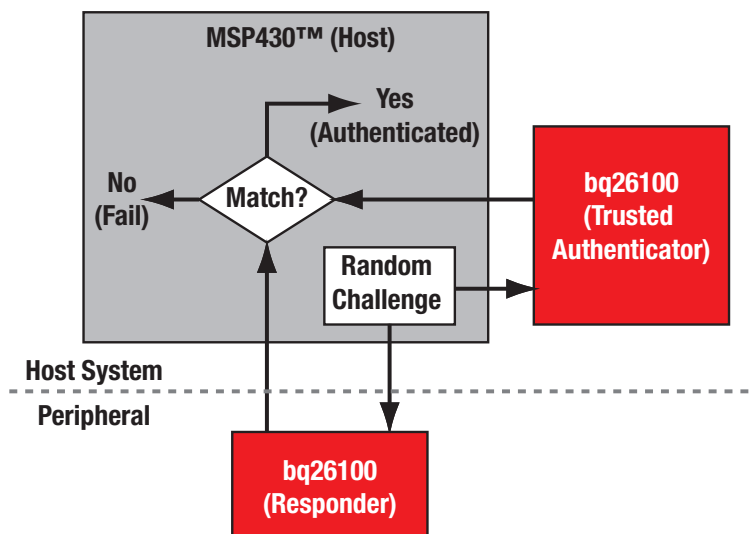 MSP430™ (Host)
Yes
(Authenticated)
No
(Fail)
Match?
bq26100
(Trusted
Authenticator)
Random
Challenge
Host System
Peripheral
bq26100
(Responder)